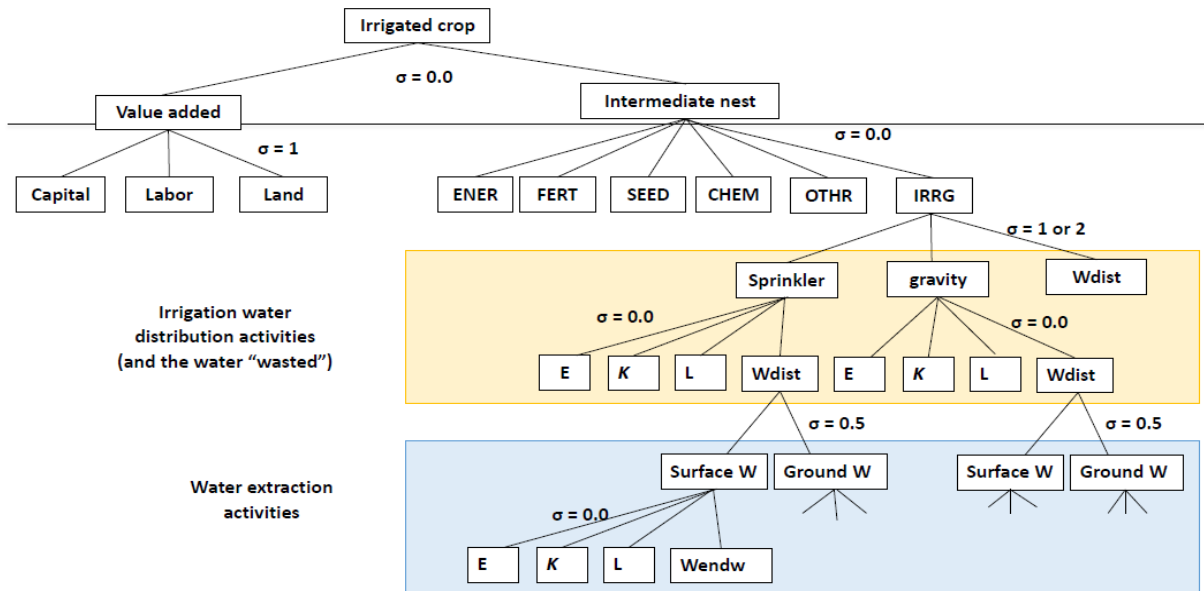 Irrigated crop
σ = 0.0
Value added
Intermediate nest
σ = 1
σ = 0.0
Capital
Labor
Land
ENER
FERT
SEED
CHEM
OTHR
IRRG
σ = 1 or 2
Sprinkler
gravity
Wdist
Irrigation water
distribution activities
(and the water “wasted”)
σ = 0.0
σ = 0.0
E
K
L
Wdist
E
K
L
Wdist
σ = 0.5
σ = 0.5
Water extraction
activities
Surface W
Ground W
Surface W
Ground W
σ = 0.0
E
K
L
Wendw